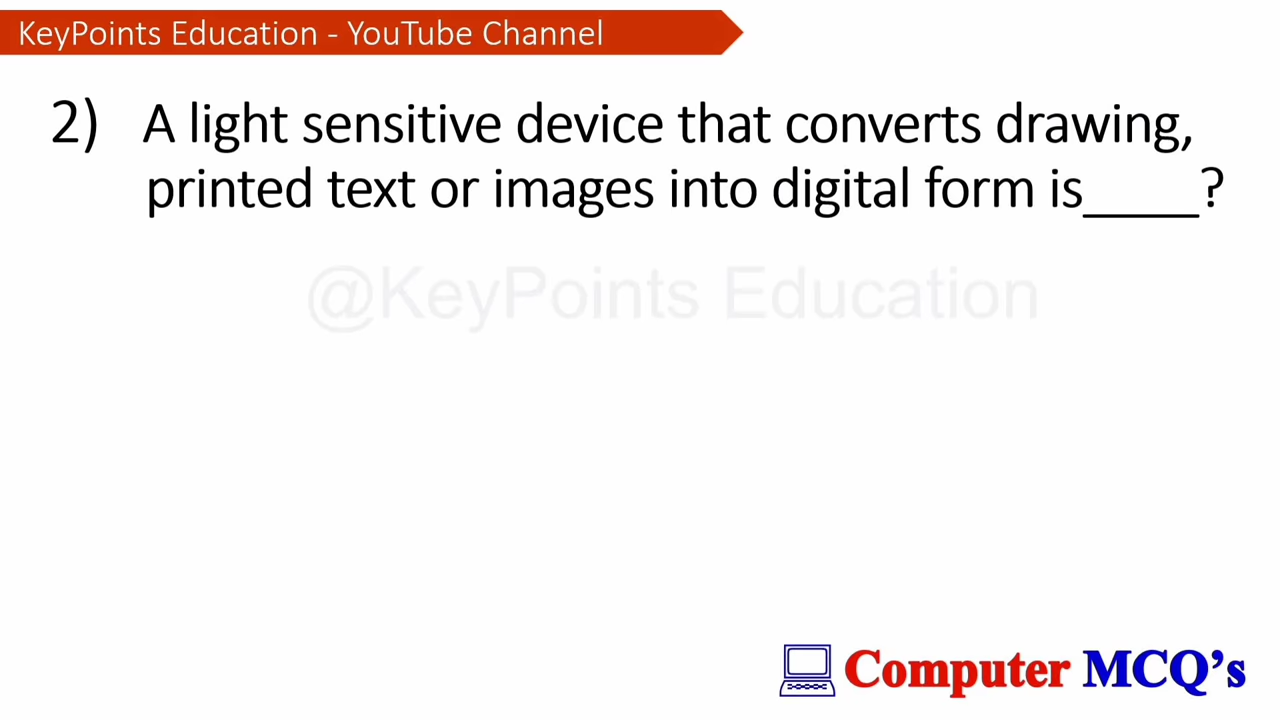 KeyPoints Education - YouTube Channel
2) A light sensitive device that converts drawing,
printed text or images into digital form is____?
@KeyPoints Education
Computer MCQ’s